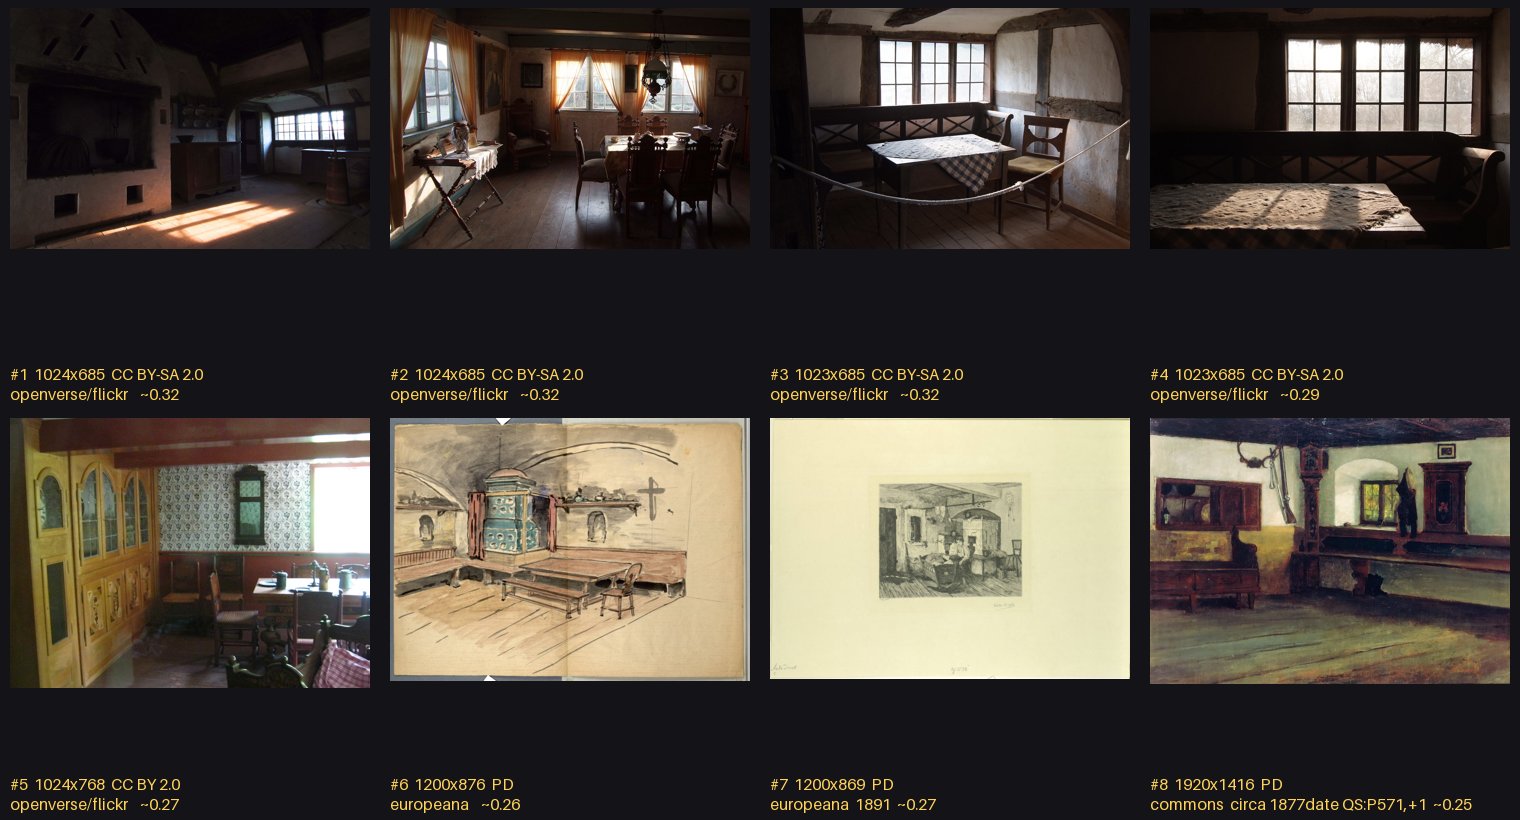 #1 1024x685 CC BY-SA 2.0
openverse/flickr ~0.32
#2 1024x685 CC BY-SA 2.0
openverse/flickr ~0.32
#3 1023x685 CC BY-SA 2.0
openverse/flickr ~0.32
#4 1023x685 CC BY-SA 2.0
openverse/flickr ~0.29
#5 1024x768 CC BY 2.0
openverse/flickr ~0.27
#6 1200x876 PD
europeana ~0.26
#7 1200x869 PD
europeana 1891 ~0.27
#8 1920x1416 PD
commons circa 1877date QS:P571,+1 ~0.25